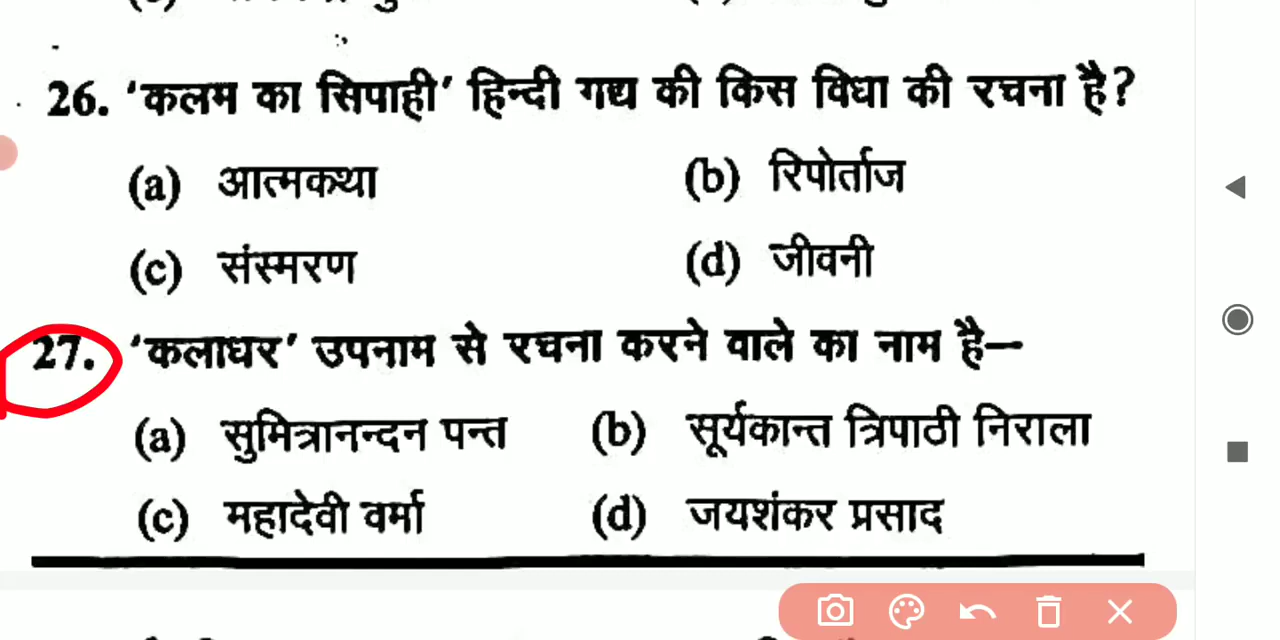 26. ‘कलम का सिपाही’ हिन्दी गद्य की किस विधा की रचना है?
(a) आत्मकथा (b) रिपोर्ताज
(c) संस्मरण (d) जीवनी
27. ‘कलाधर’ उपनाम से रचना करने वाले का नाम है—
(a) सुमित्रानन्दन पन्त (b) सूर्यकान्त त्रिपाठी निराला
(c) महादेवी वर्मा (d) जयशंकर प्रसाद